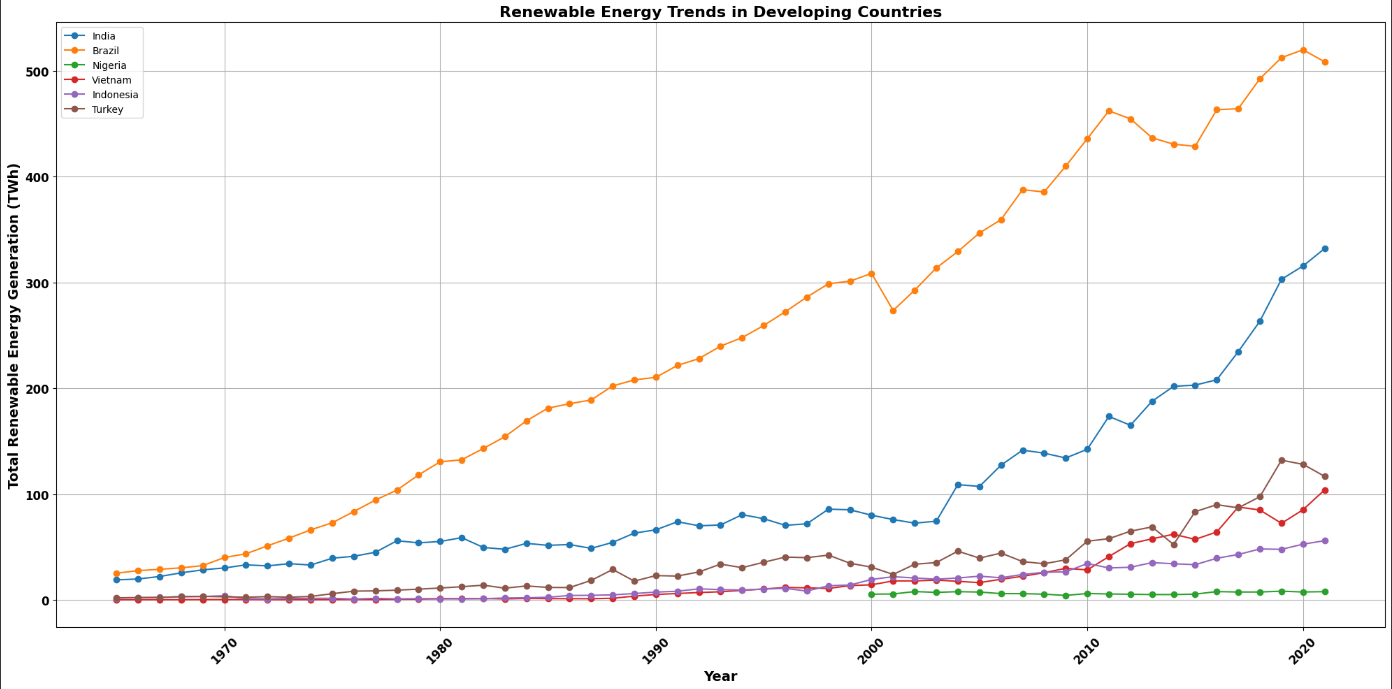 Renewable Energy Trends in Developing Countries
India
Brazil
Nigeria
Vietnam
Indonesia
Turkey
Total Renewable Energy Generation (TWh)
500
400
300
200
100
0
1970
1980
1990
2000
2010
2020
Year